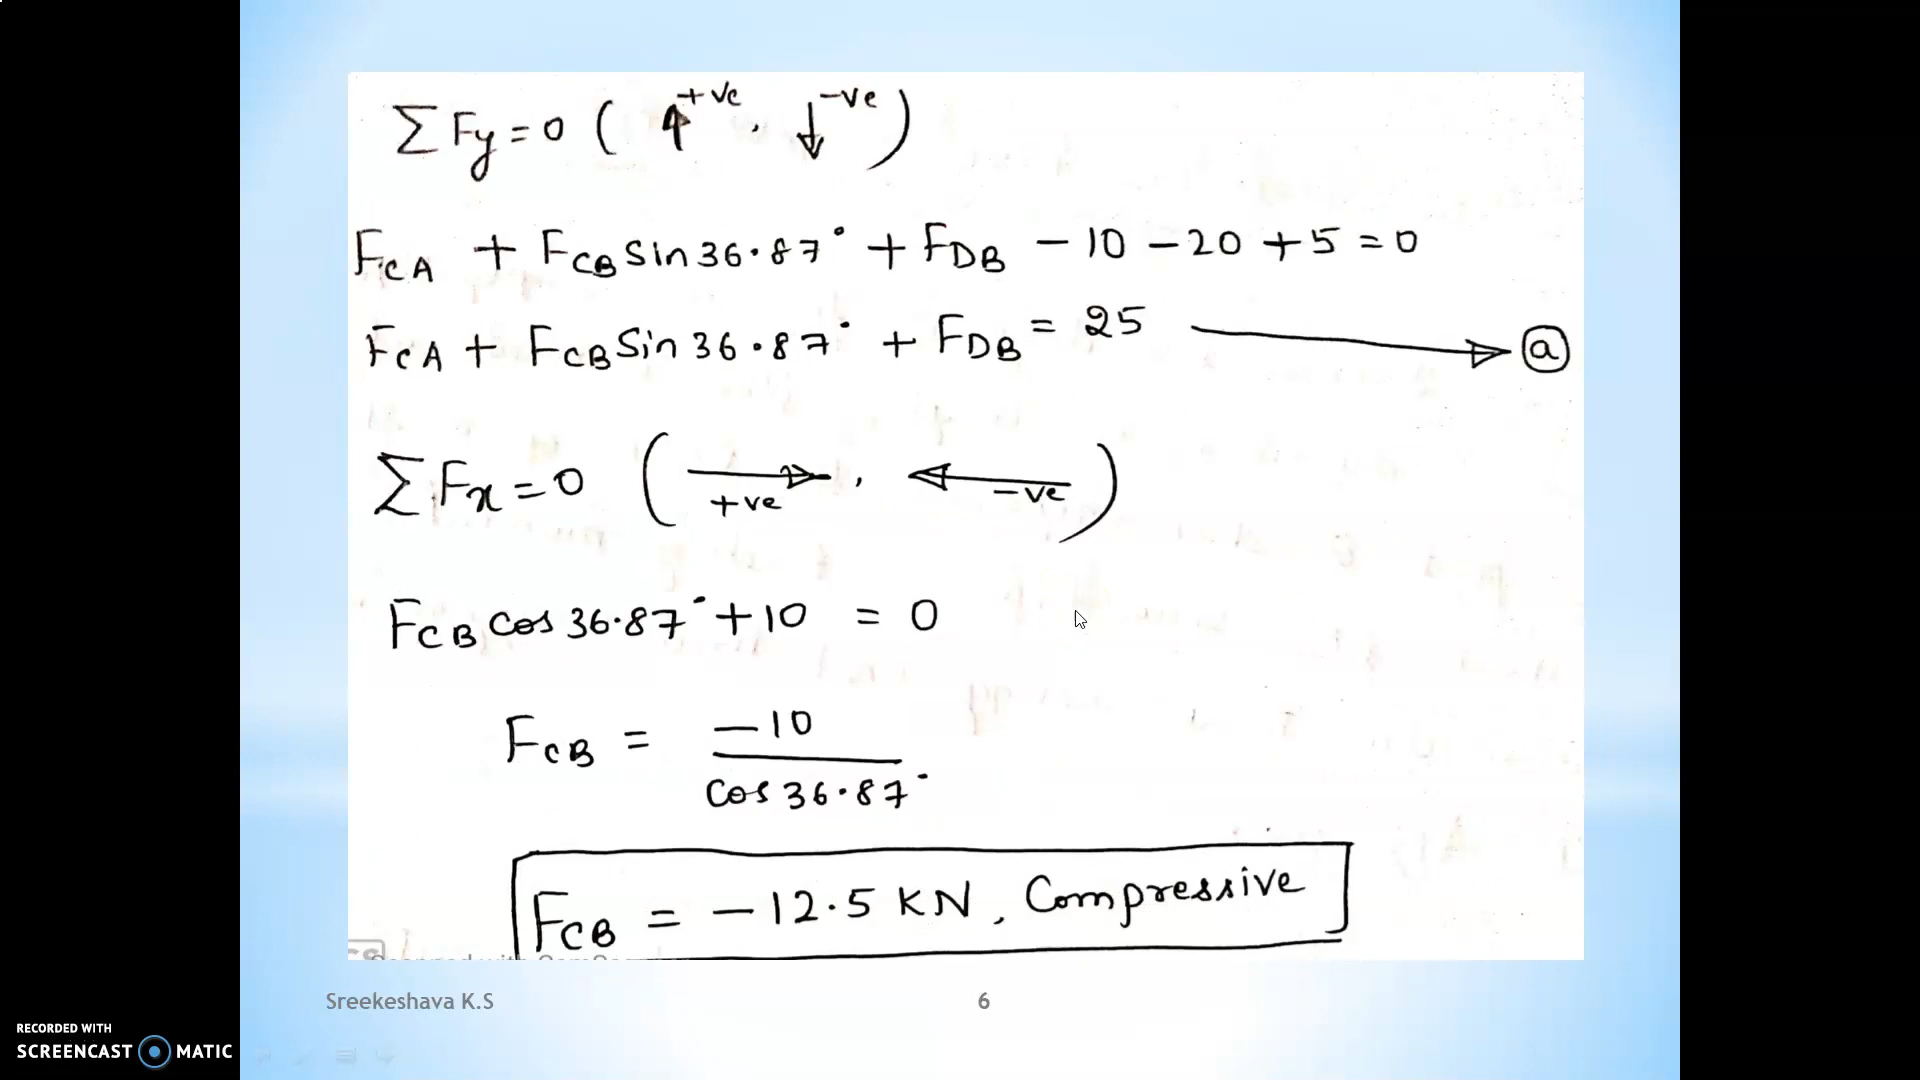 ΣFy = 0 ( ↑+ve , ↓-ve )
FCA + FCB Sin 36.87° + FDB - 10 - 20 + 5 = 0
FCA + FCB Sin 36.87° + FDB = 25 → (a)
ΣFx = 0 ( → +ve , ← -ve )
FCB cos 36.87° + 10 = 0
FCB = -10 / cos 36.87°
FCB = -12.5 KN, Compressive
Sreekeshava K.S
6
RECORDED WITH
SCREENCAST MATIC